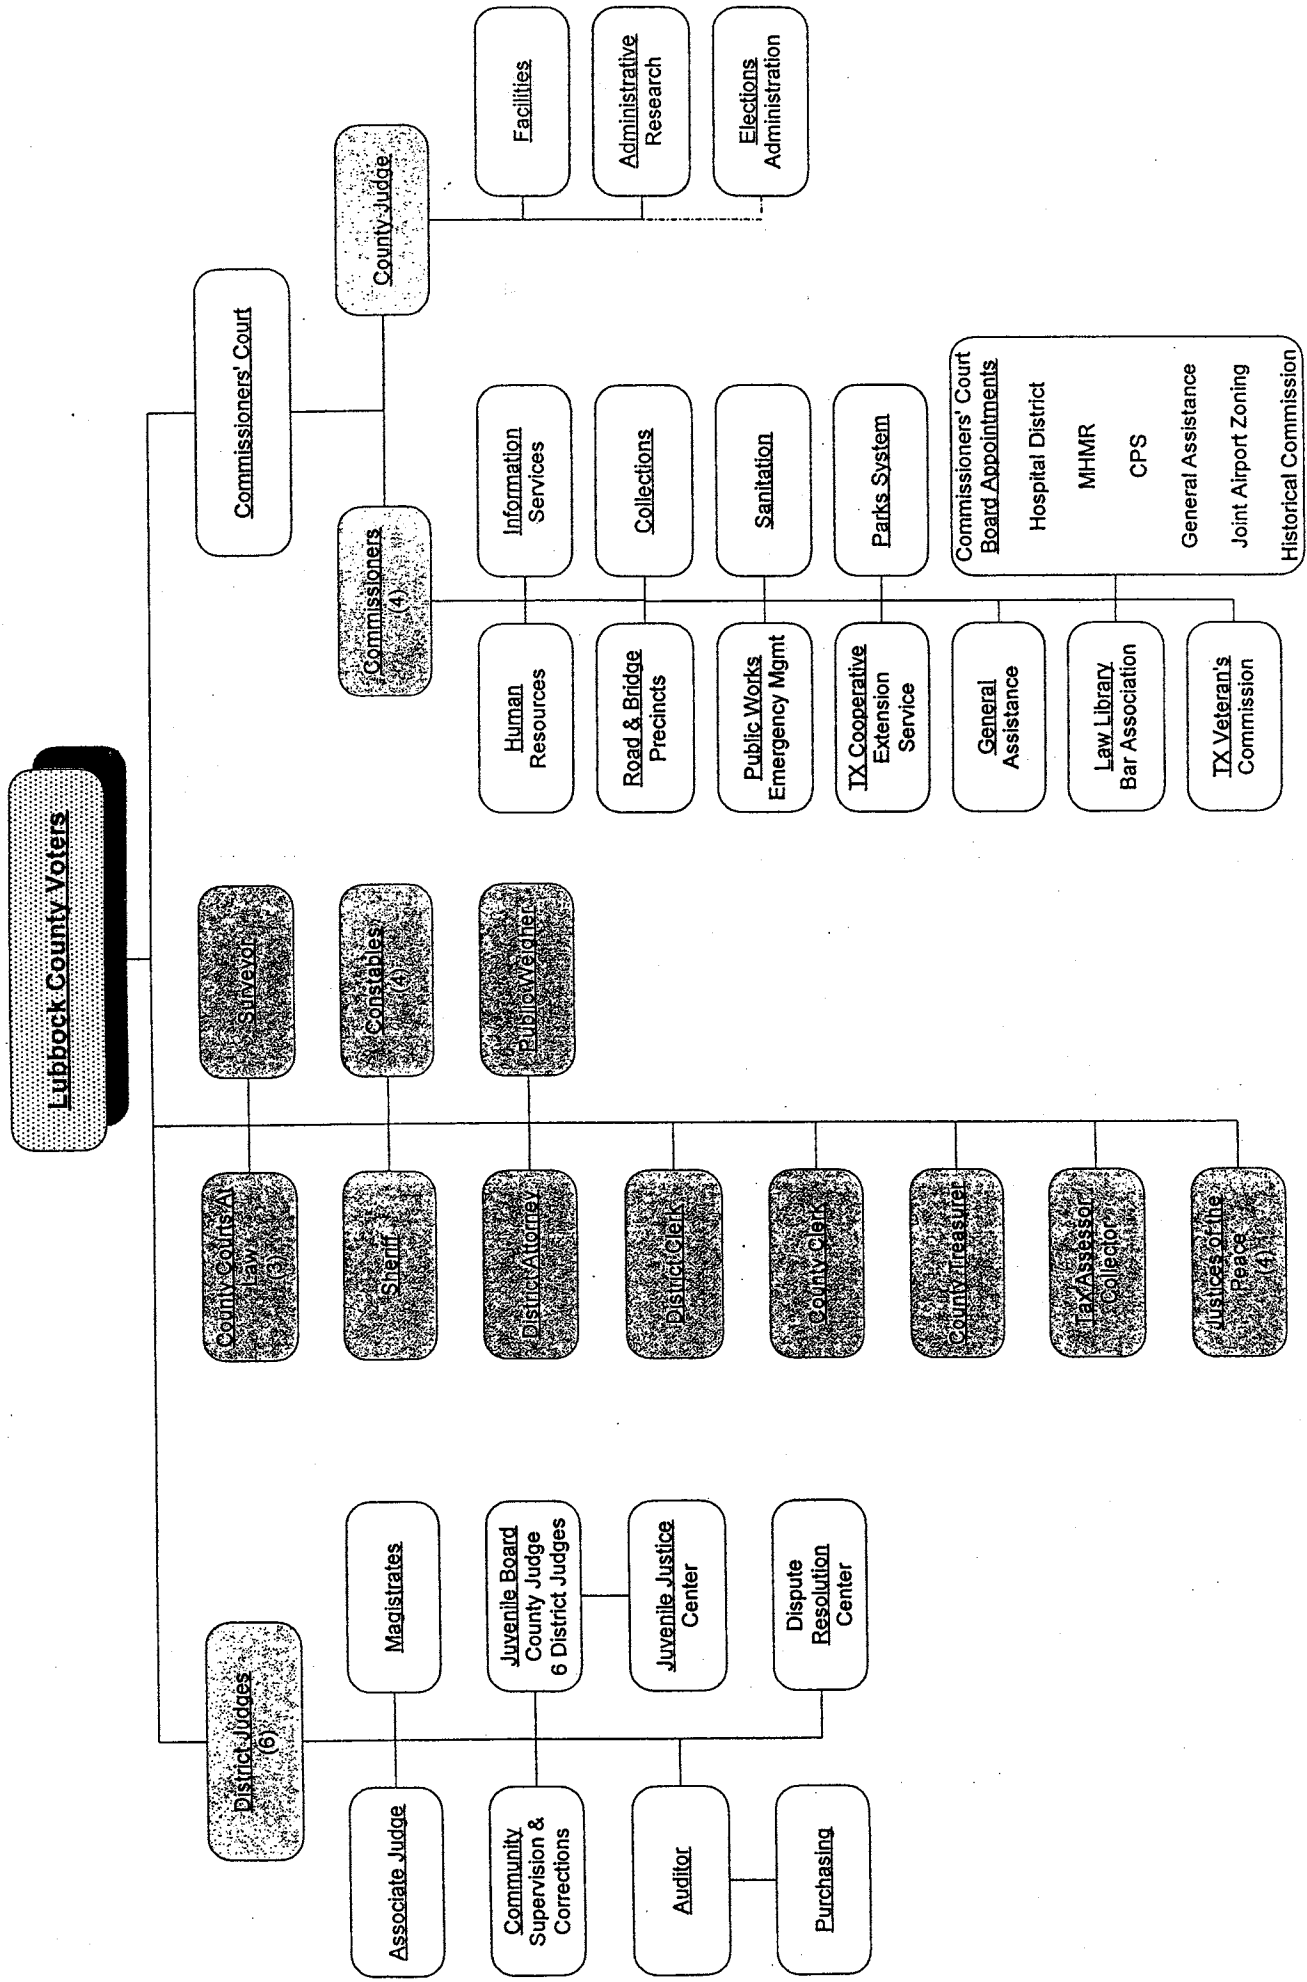 Lubbock County Voters
District Judges
(6)
Associate Judge
Magistrates
Community
Supervision &
Corrections
Juvenile Board
County Judge
6 District Judges
Auditor
Juvenile Justice
Center
Purchasing
Dispute
Resolution
Center
County Courts At
Law
(3)
Surveyor
Sheriff
Constables
(4)
District Attorney
Public Weigher
District Clerk
County Clerk
County Treasurer
Tax Assessor
Collector
Justices of the
Peace
(4)
Commissioners' Court
Commissioners
(4)
County Judge
Human
Resources
Information
Services
Road & Bridge
Precincts
Collections
Public Works
Emergency Mgmt
Sanitation
TX Cooperative
Extension
Service
Parks System
General
Assistance
Law Library
Bar Association
TX Veteran's
Commission
Commissioners' Court
Board Appointments
Hospital District
MHMR
CPS
General Assistance
Joint Airport Zoning
Historical Commission
Facilities
Administrative
Research
Elections
Administration